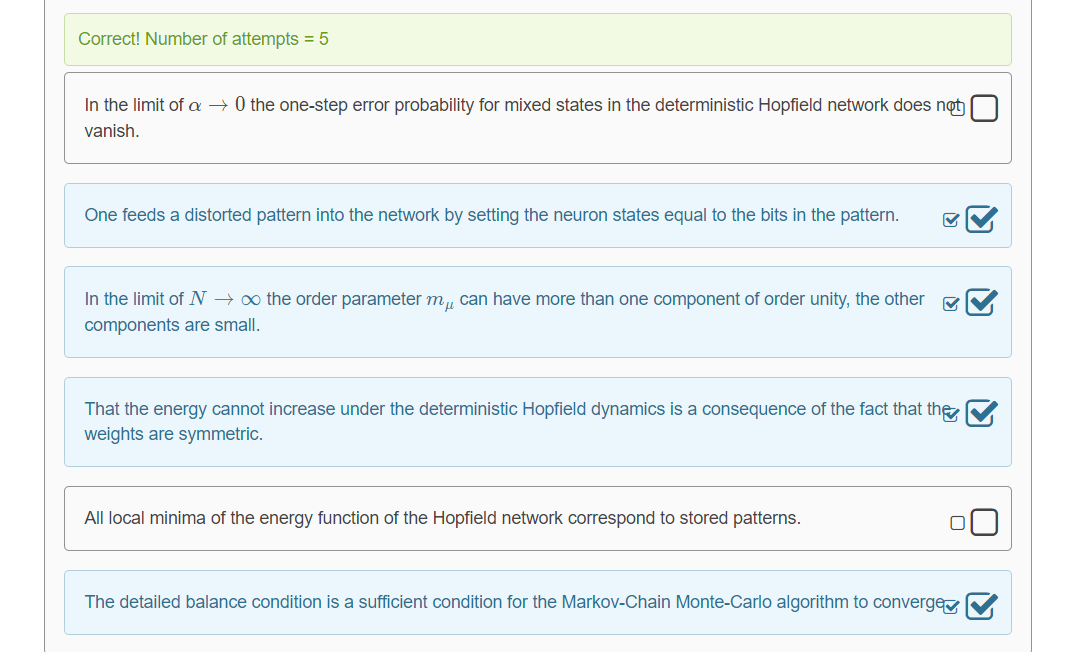 Correct! Number of attempts = 5
In the limit of α → 0 the one-step error probability for mixed states in the deterministic Hopfield network does not
vanish.
One feeds a distorted pattern into the network by setting the neuron states equal to the bits in the pattern.
In the limit of N → ∞ the order parameter mμ can have more than one component of order unity, the other
components are small.
That the energy cannot increase under the deterministic Hopfield dynamics is a consequence of the fact that the
weights are symmetric.
All local minima of the energy function of the Hopfield network correspond to stored patterns.
The detailed balance condition is a sufficient condition for the Markov-Chain Monte-Carlo algorithm to converge